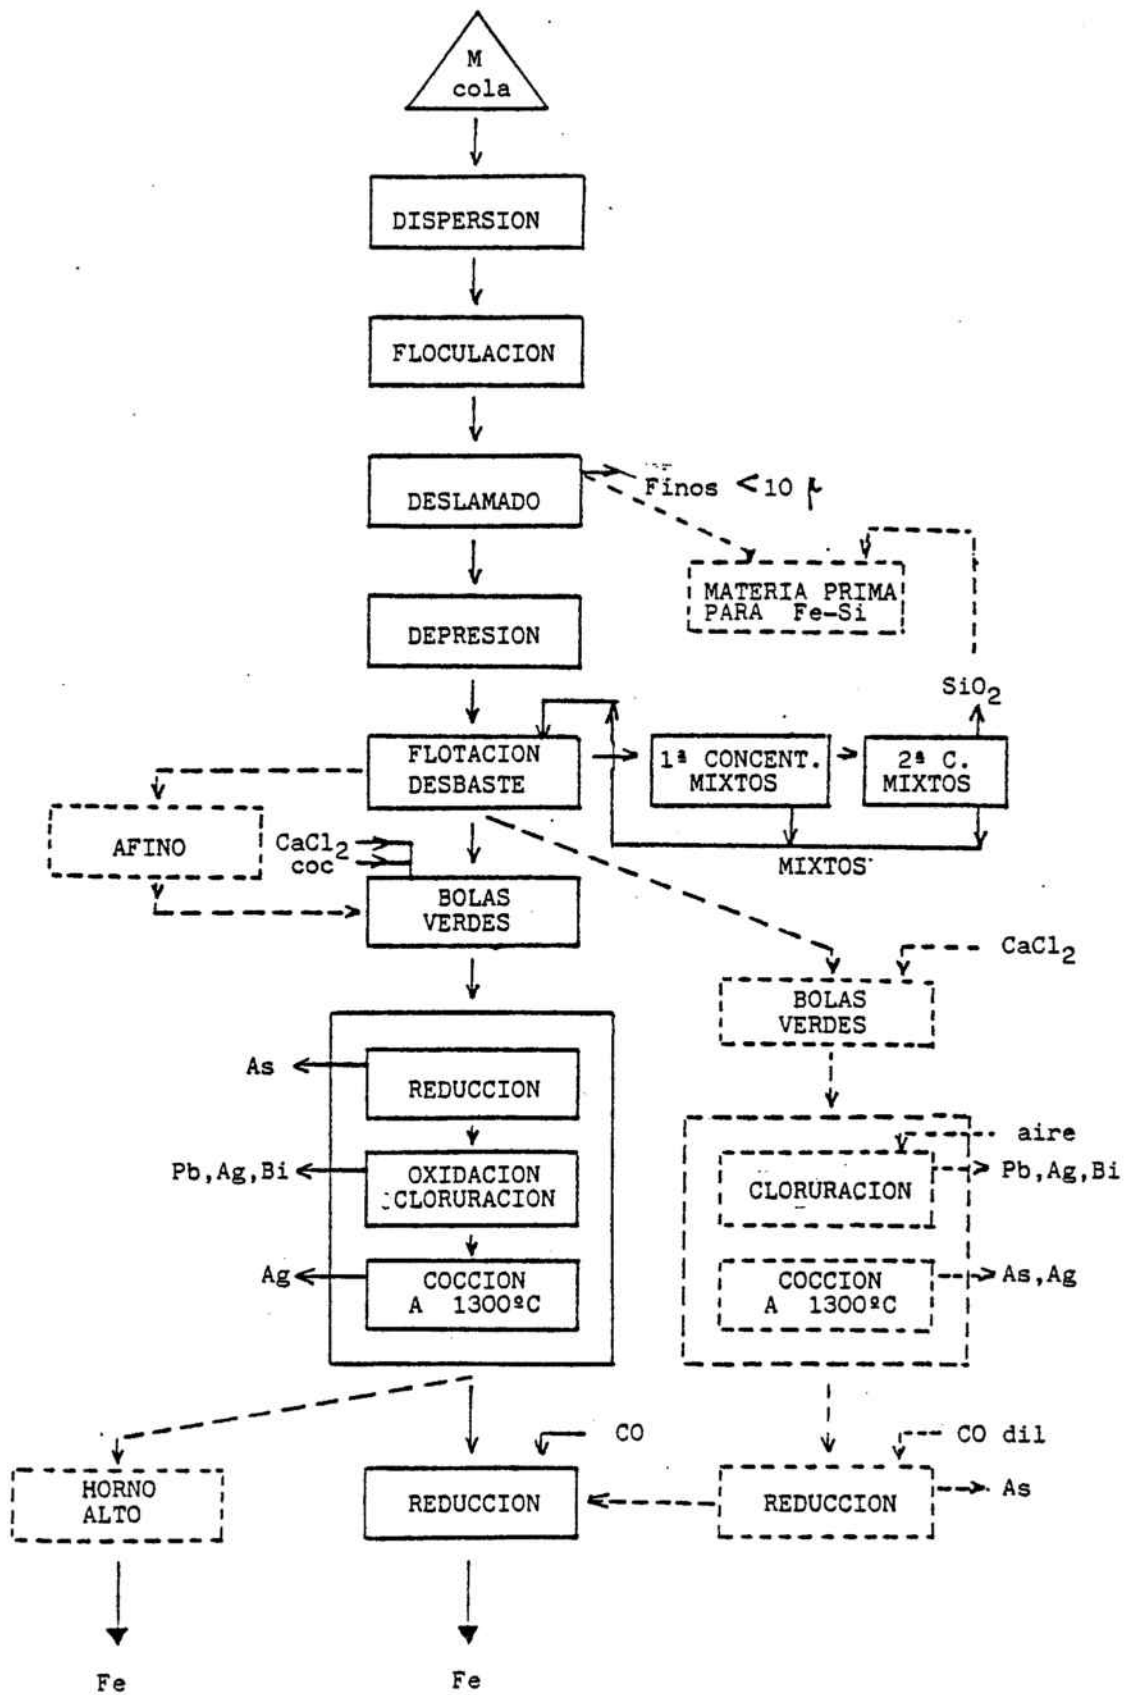 M
cola
DISPERSION
FLOCULACION
DESLAMADO
Finos <10 µ
MATERIA PRIMA
PARA Fe-Si
DEPRESION
SiO2
FLOTACION
DESBASTE
1ª CONCENT.
MIXTOS
2ª C.
MIXTOS
MIXTOS
AFINO
CaCl2
coc
BOLAS
VERDES
CaCl2
BOLAS
VERDES
As
REDUCCION
aire
Pb,Ag,Bi
OXIDACION
CLORURACION
CLORURACION
Pb,Ag,Bi
Ag
COCCION
A 1300ºC
COCCION
A 1300ºC
As,Ag
CO
CO dil
HORNO
ALTO
REDUCCION
REDUCCION
As
Fe
Fe